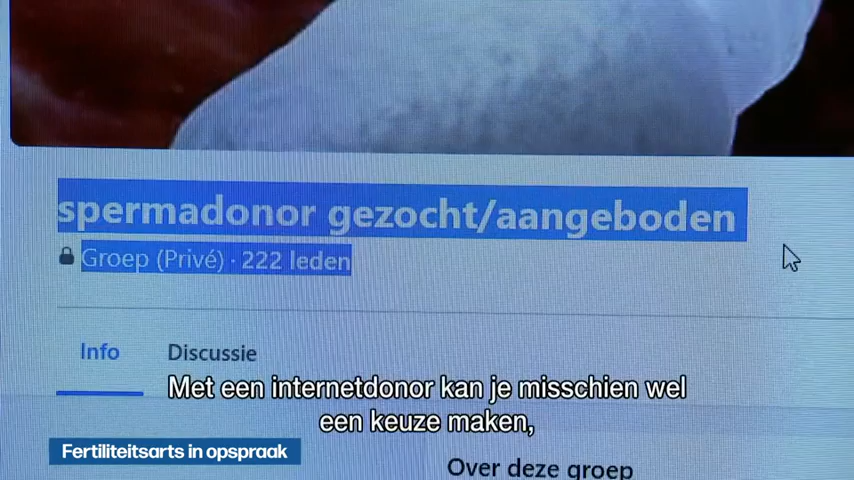 spermadonor gezocht/aangeboden
Groep (Privé) · 222 leden
Info
Discussie
Met een internetdonor kan je misschien wel
een keuze maken,
Fertiliteitsarts in opspraak
Over deze groep